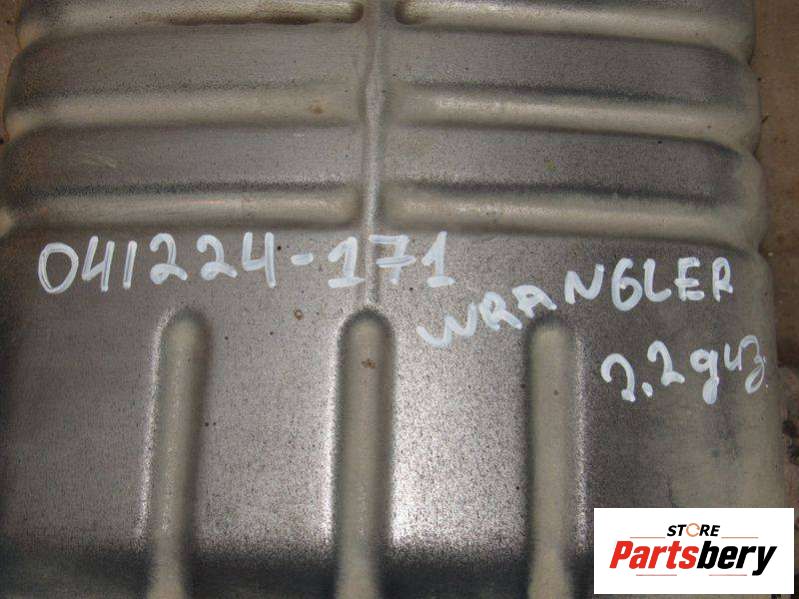 041224-171
WRANGLER
2.2 диз.
STORE
Partsbery